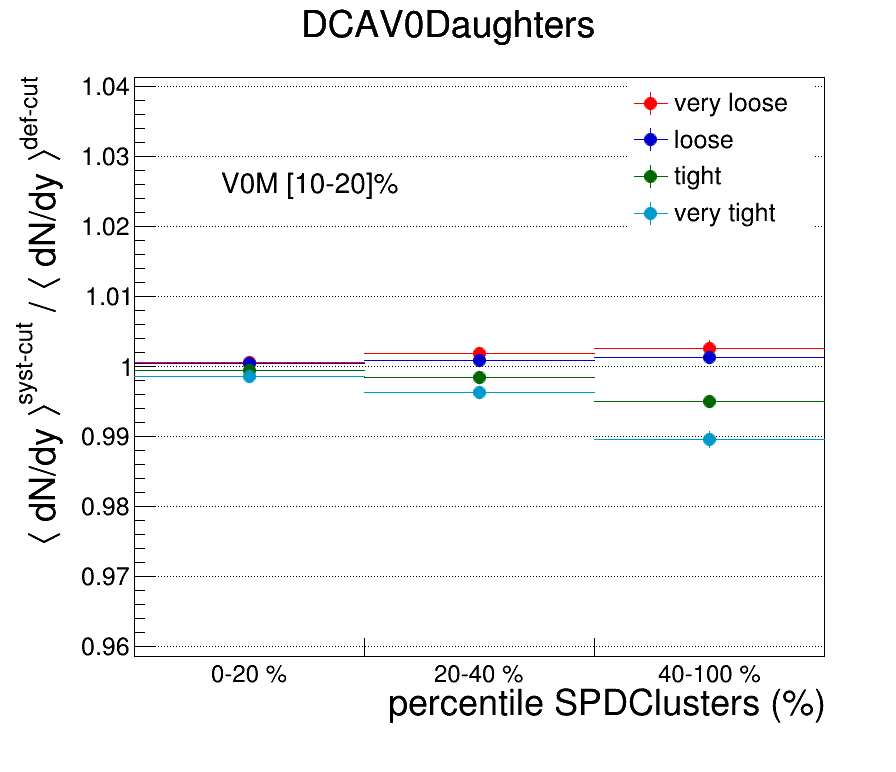 DCAV0Daughters
⟨ dN/dy ⟩^syst-cut / ⟨ dN/dy ⟩^def-cut
1.04
1.03
1.02
1.01
1
0.99
0.98
0.97
0.96
V0M [10-20]%
very loose
loose
tight
very tight
0-20 %
20-40 %
40-100 %
percentile SPDClusters (%)